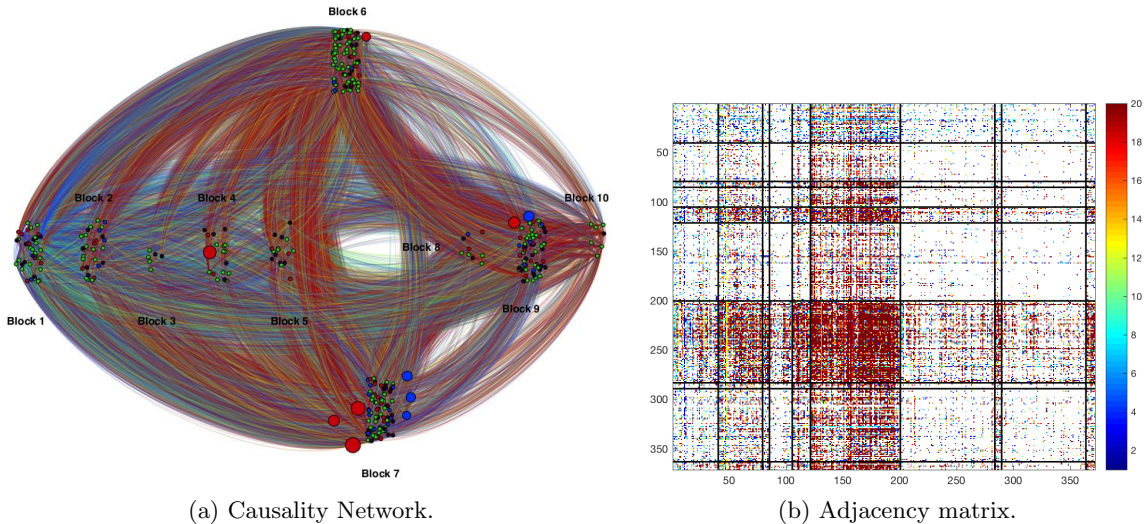 Block 6
Block 2
Block 4
Block 10
Block 8
Block 1
Block 3
Block 5
Block 9
Block 7
(a) Causality Network.
20
18
16
14
12
10
8
6
4
2
50
100
150
200
250
300
350
50 100 150 200 250 300 350
(b) Adjacency matrix.